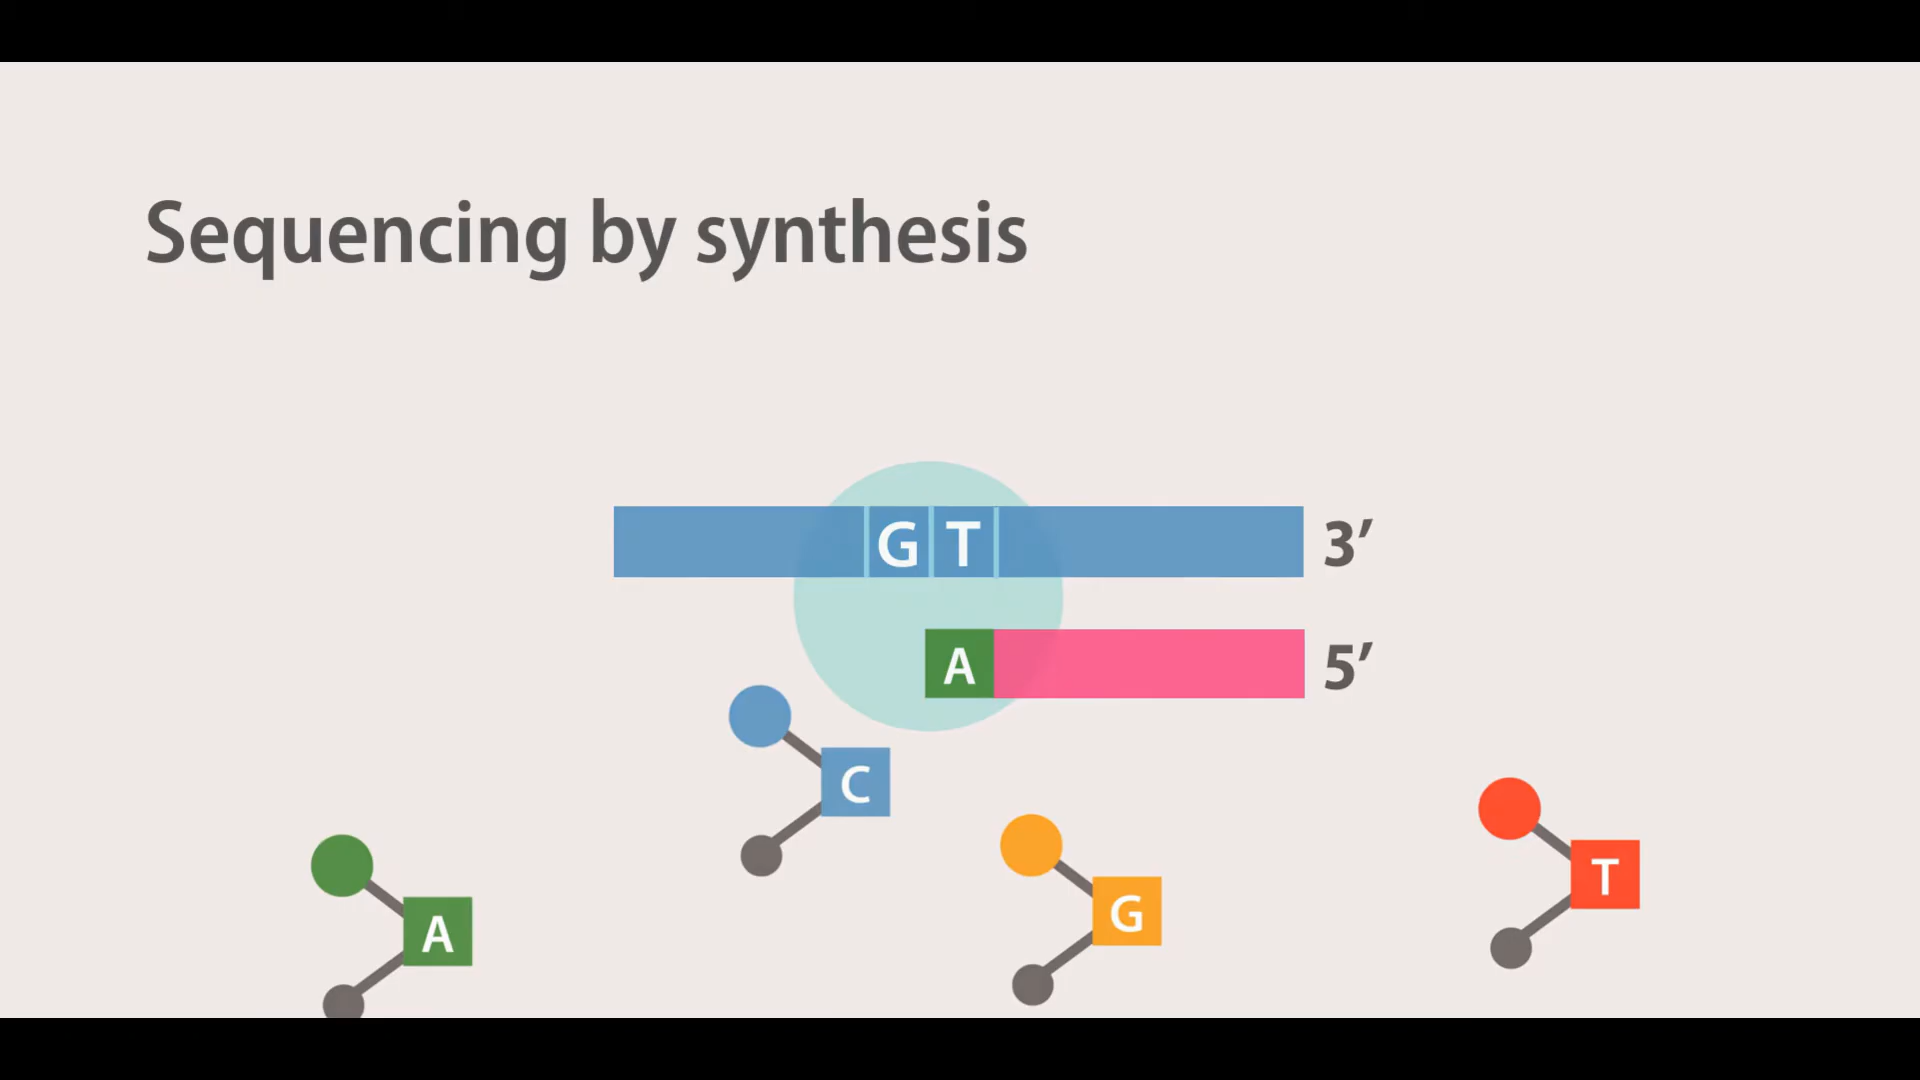 Sequencing by synthesis
G T 3’
A 5’
C
A
G
T